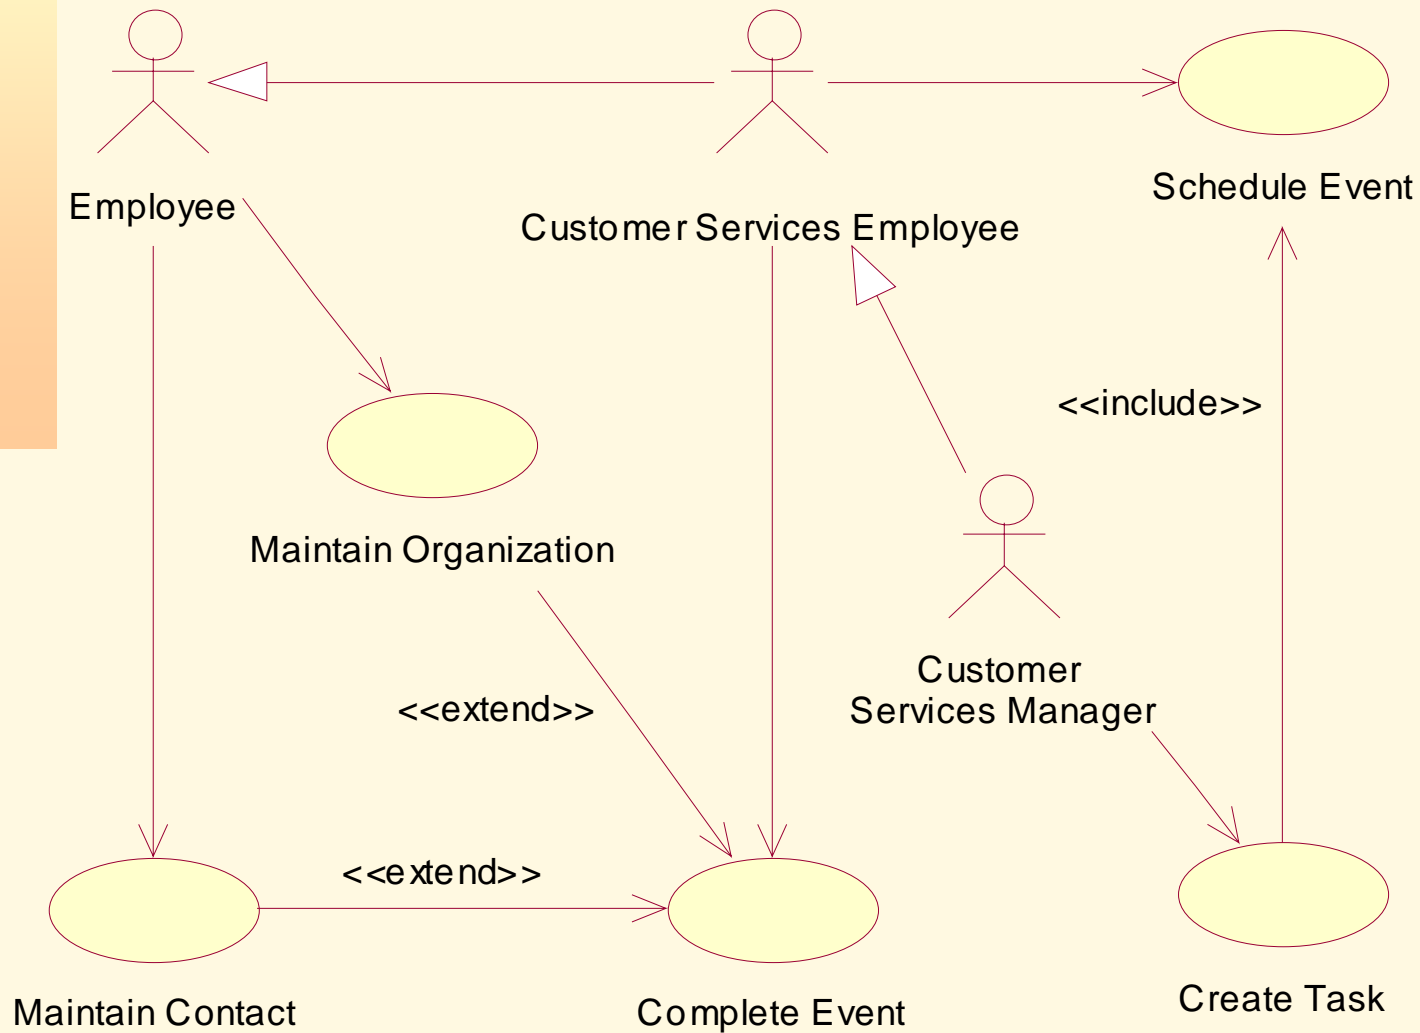 Employee
Customer Services Employee
Schedule Event
<<include>>
Maintain Organization
Customer
Services Manager
<<extend>>
<<extend>>
Maintain Contact
Complete Event
Create Task